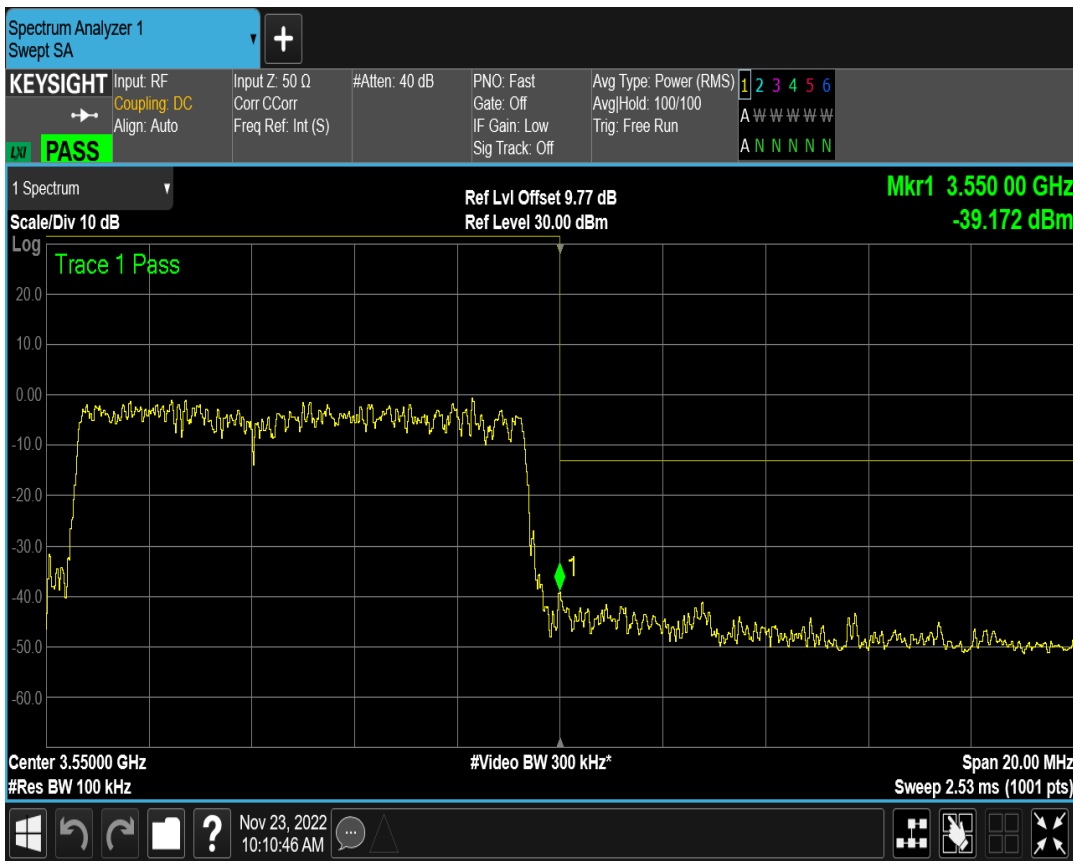 Spectrum Analyzer 1
Swept SA
+
KEYSIGHT
LXI
PASS
Input: RF
Coupling: DC
Align: Auto
Input Z: 50 Ω
Corr CCorr
Freq Ref: Int (S)
#Atten: 40 dB
PNO: Fast
Gate: Off
IF Gain: Low
Sig Track: Off
Avg Type: Power (RMS)
Avg|Hold: 100/100
Trig: Free Run
1 2 3 4 5 6
A W W W W W
A N N N N N
1 Spectrum
Scale/Div 10 dB
Ref Lvl Offset 9.77 dB
Ref Level 30.00 dBm
Mkr1 3.550 00 GHz
-39.172 dBm
Log
Trace 1 Pass
20.0
10.0
0.00
-10.0
-20.0
-30.0
-40.0
-50.0
-60.0
1
Center 3.55000 GHz
#Res BW 100 kHz
#Video BW 300 kHz*
Span 20.00 MHz
Sweep 2.53 ms (1001 pts)
?
Nov 23, 2022
10:10:46 AM